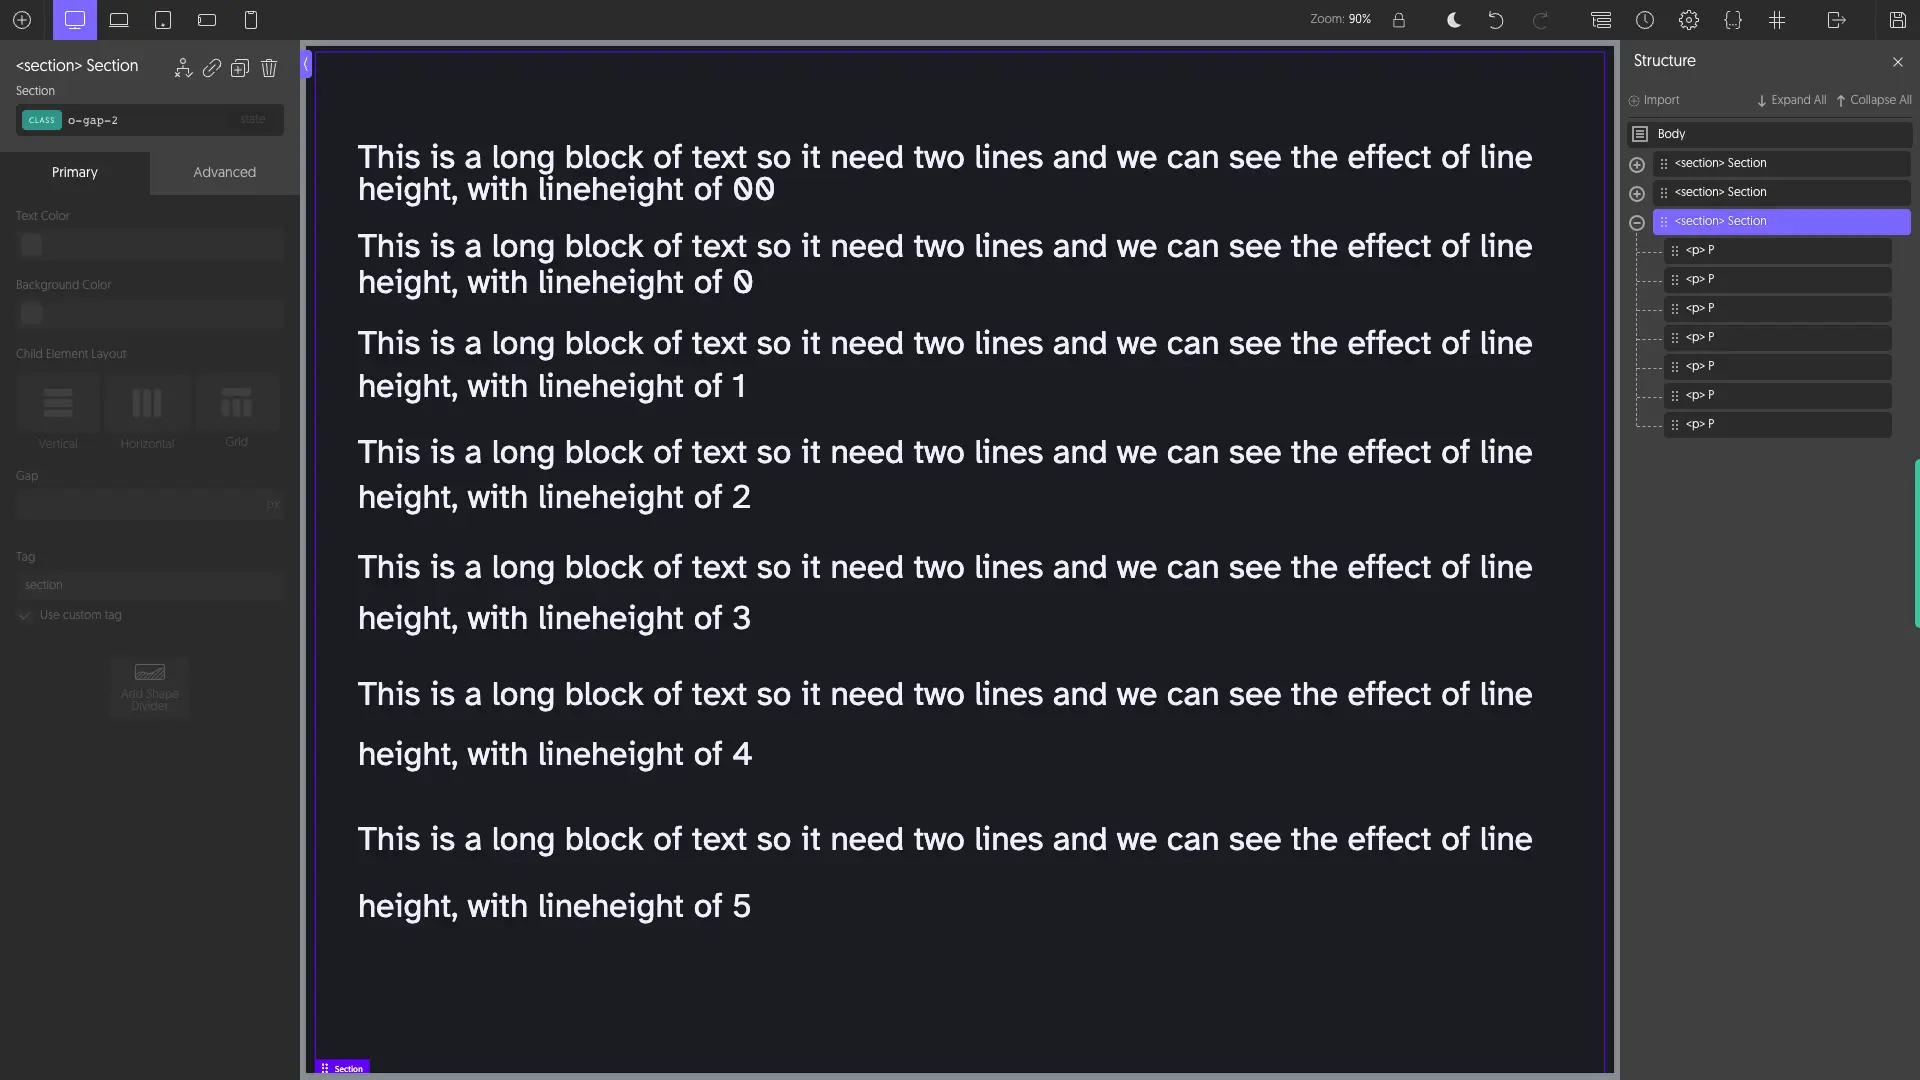 Zoom: 90%
<section> Section
Section
CLASS o-gap-2 state
Primary Advanced
Text Color
Background Color
Child Element Layout
Vertical Horizontal Grid
Gap
px
Tag
section
Use custom tag
Add Shape
Divider
This is a long block of text so it need two lines and we can see the effect of line
height, with lineheight of 00
This is a long block of text so it need two lines and we can see the effect of line
height, with lineheight of 0
This is a long block of text so it need two lines and we can see the effect of line
height, with lineheight of 1
This is a long block of text so it need two lines and we can see the effect of line
height, with lineheight of 2
This is a long block of text so it need two lines and we can see the effect of line
height, with lineheight of 3
This is a long block of text so it need two lines and we can see the effect of line
height, with lineheight of 4
This is a long block of text so it need two lines and we can see the effect of line
height, with lineheight of 5
Section
Structure
Import Expand All Collapse All
Body
<section> Section
<section> Section
<section> Section
<p> P
<p> P
<p> P
<p> P
<p> P
<p> P
<p> P